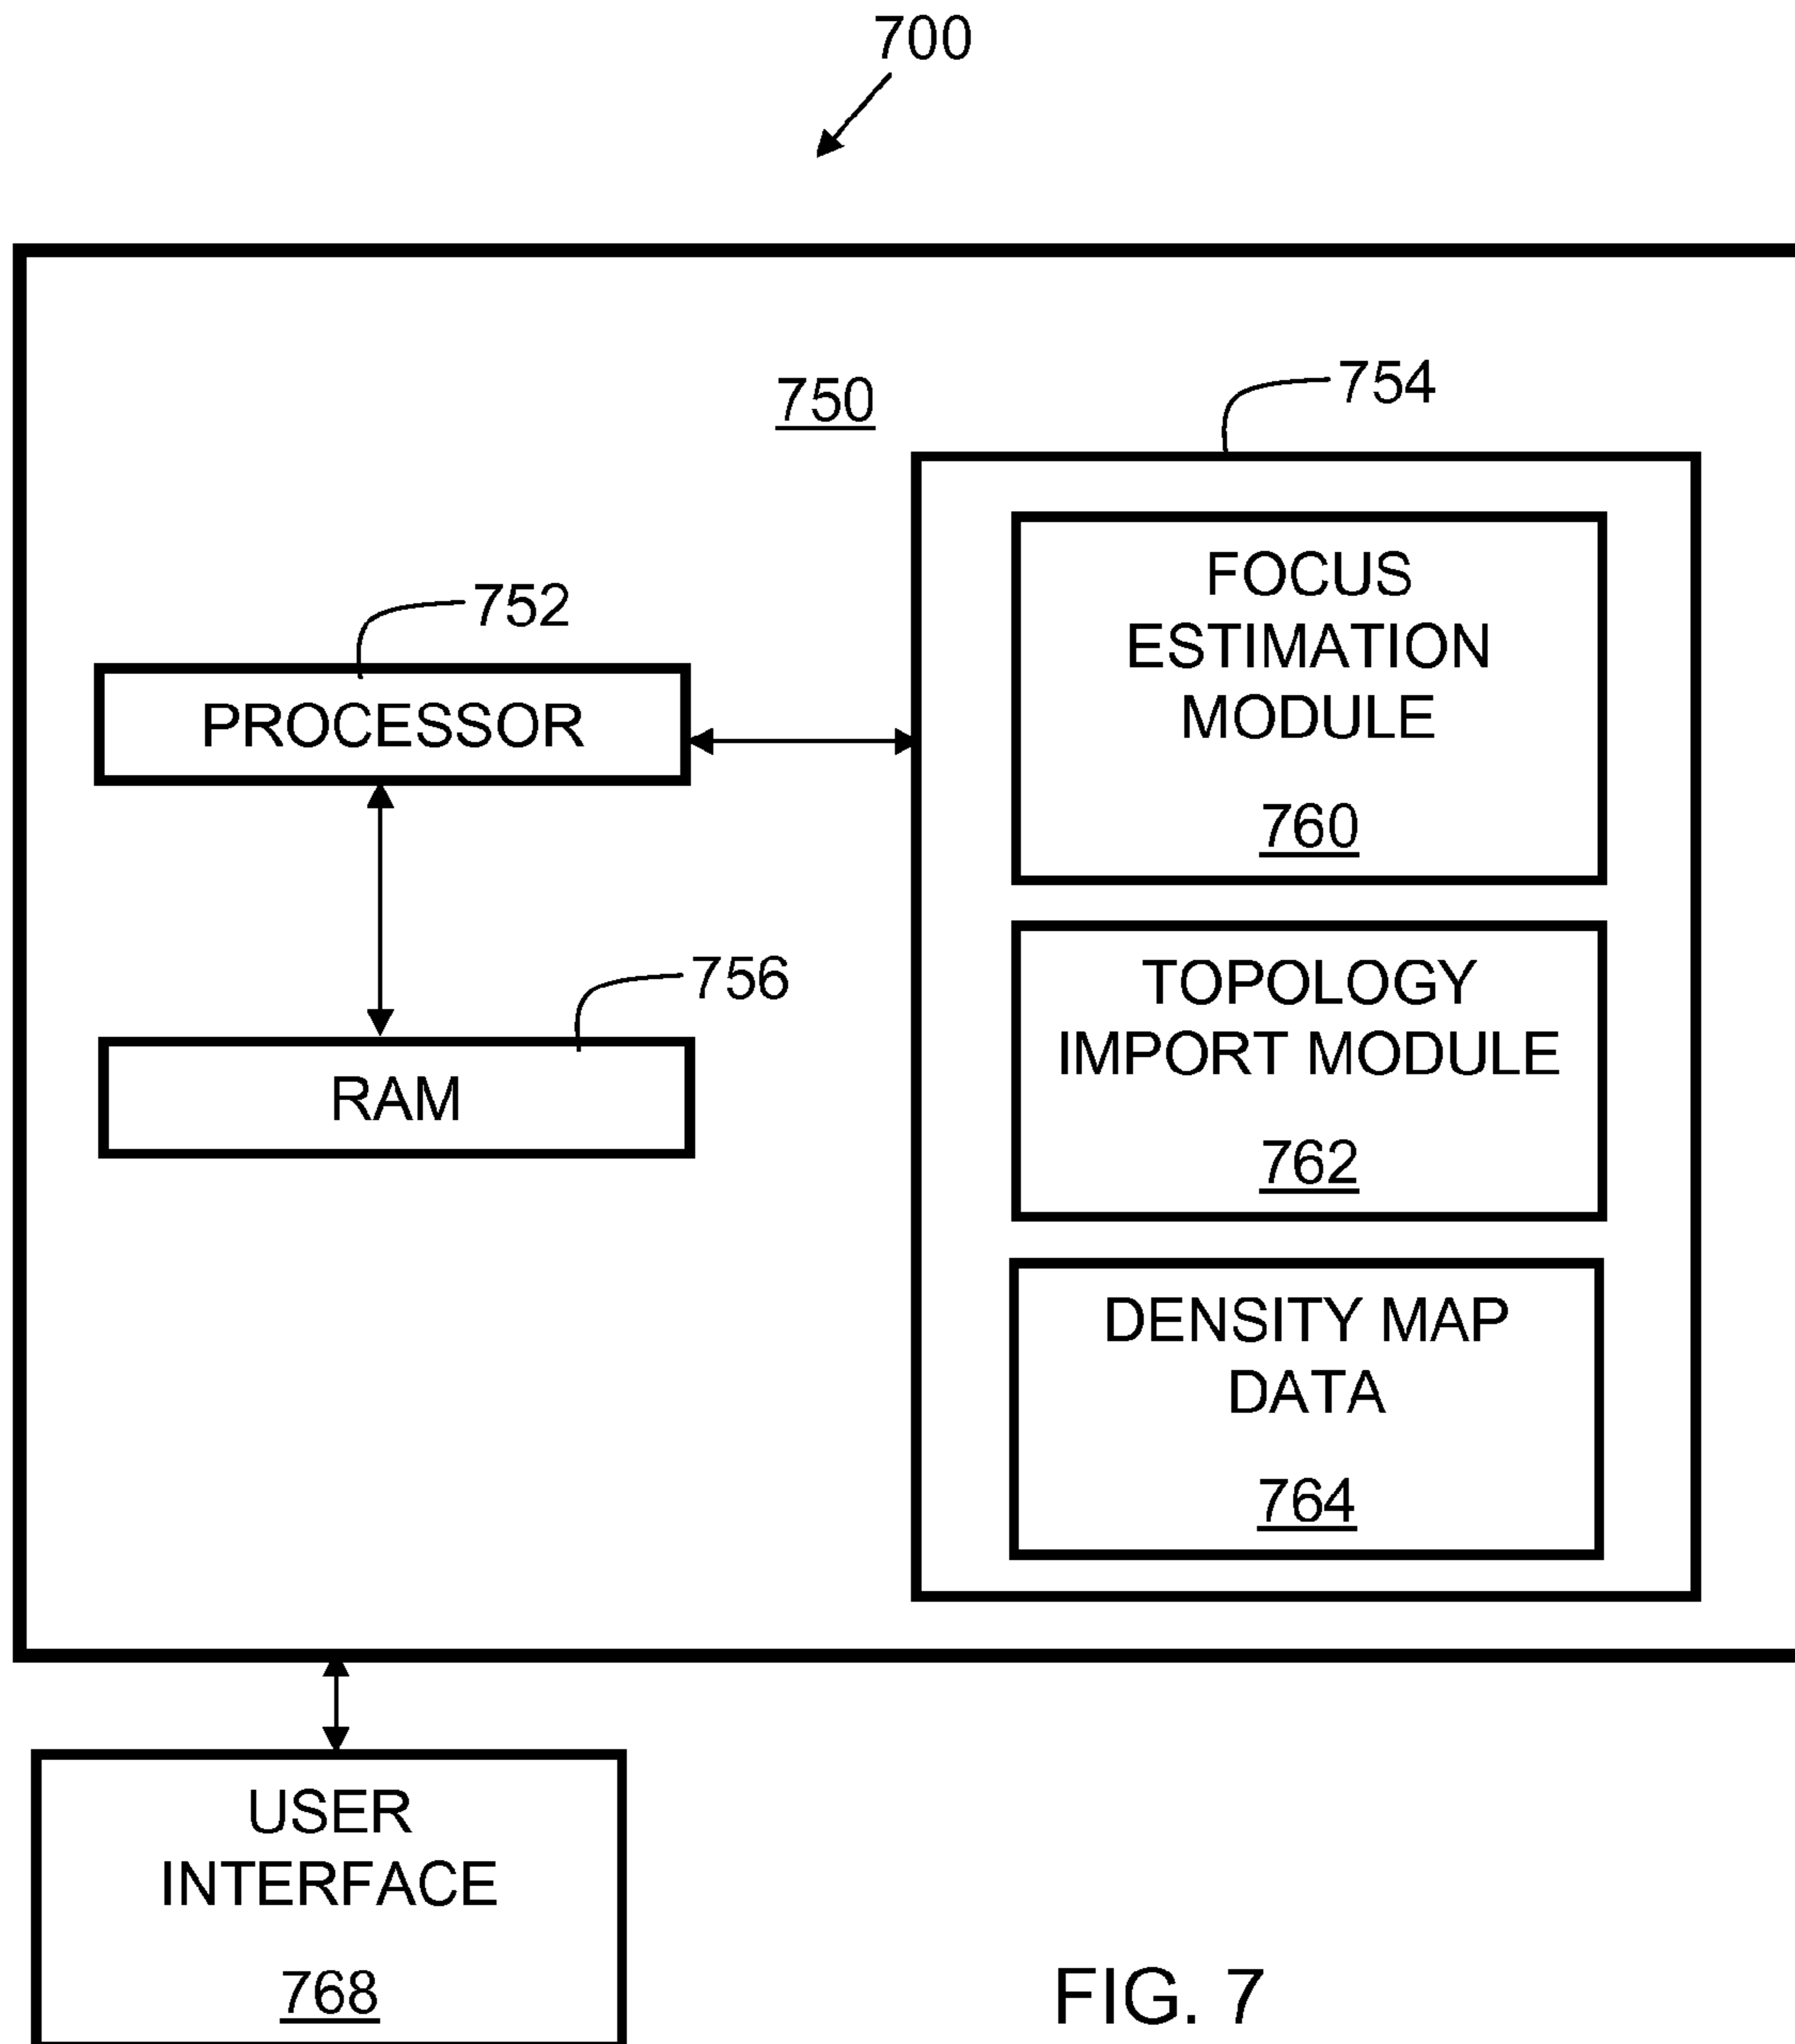 700
750
754
752
PROCESSOR
756
RAM
FOCUS
ESTIMATION
MODULE
760
TOPOLOGY
IMPORT MODULE
762
DENSITY MAP
DATA
764
USER
INTERFACE
768
FIG. 7